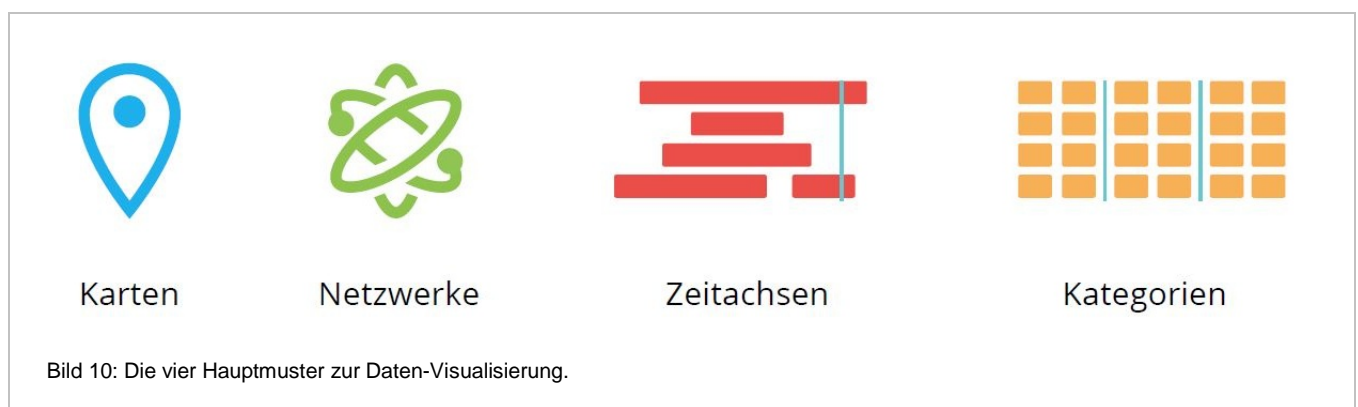 Karten Netzwerke Zeitachsen Kategorien
Bild 10: Die vier Hauptmuster zur Daten-Visualisierung.